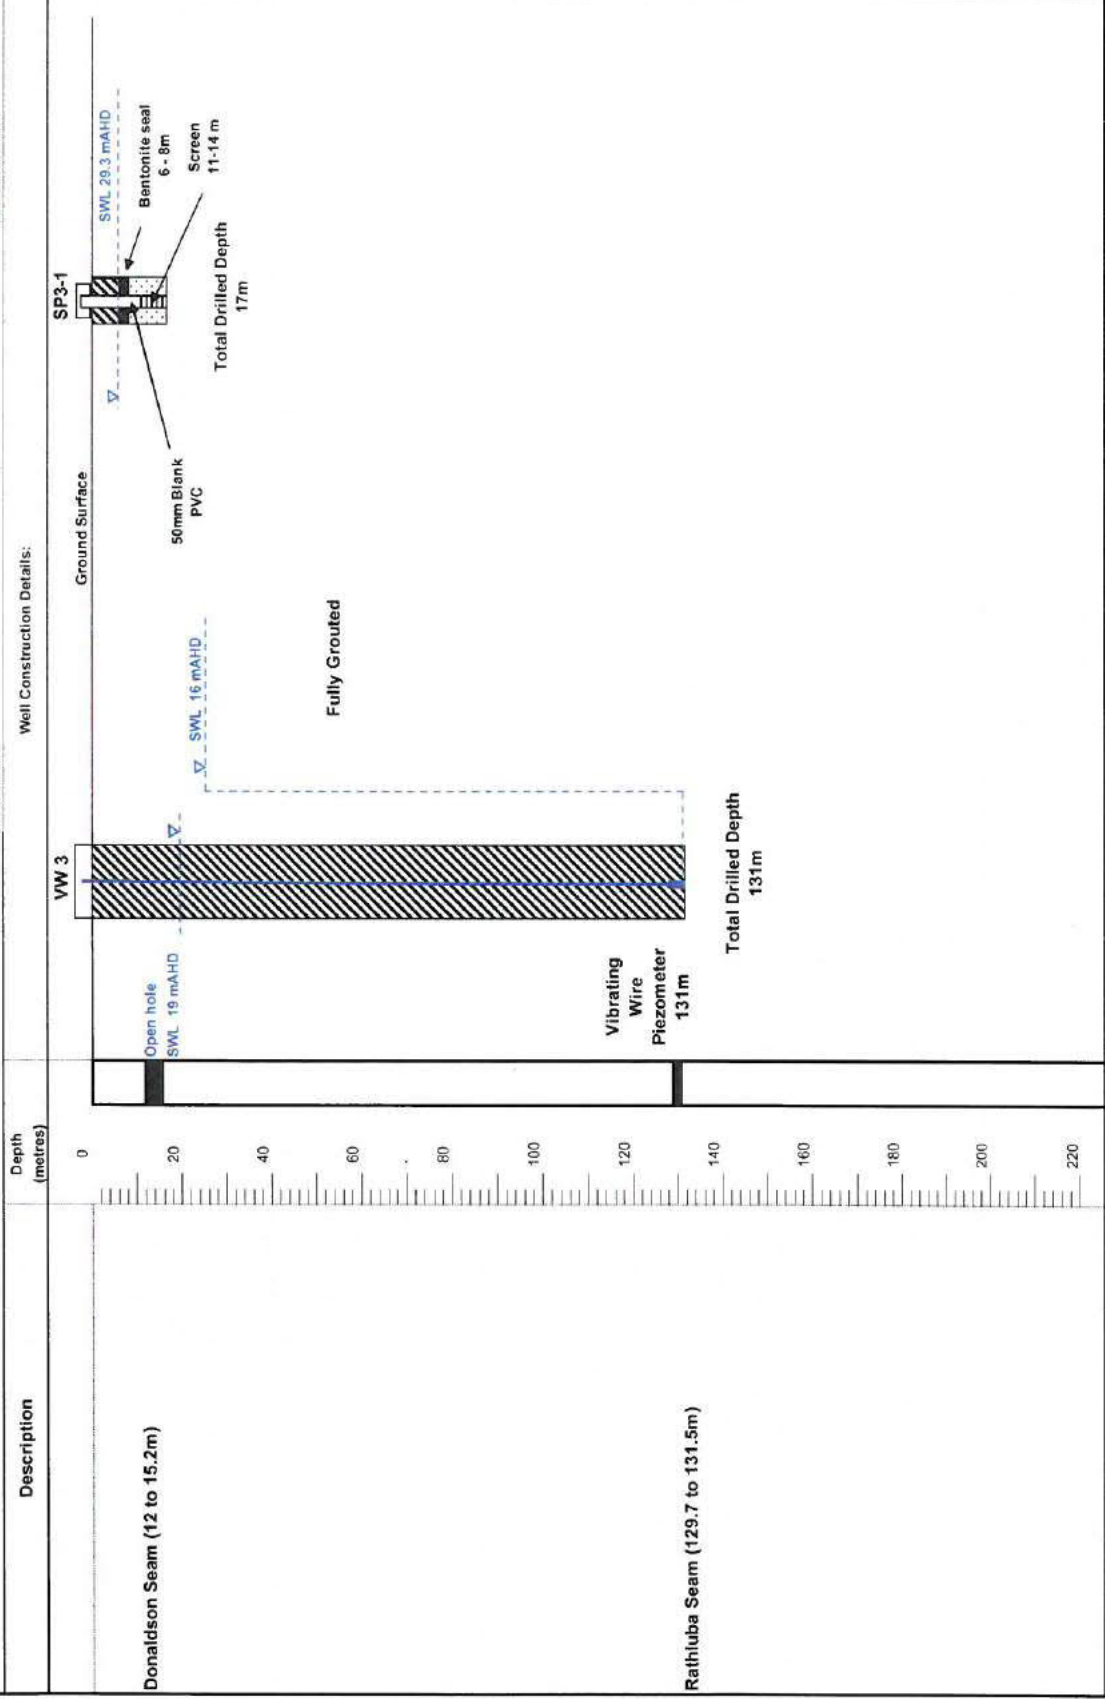 Description
Depth
(metres)
Well Construction Details:
VW 3
Ground Surface
SP3-1
0
20
40
60
80
100
120
140
160
180
200
220
Donaldson Seam (12 to 15.2m)
Rathluba Seam (129.7 to 131.5m)
Open hole
SWL 19 mAHD
SWL 16 mAHD
SWL 29.3 mAHD
Bentonite seal
6 - 8m
Screen
11-14 m
50mm Blank
PVC
Total Drilled Depth
17m
Fully Grouted
Vibrating
Wire
Piezometer
131m
Total Drilled Depth
131m